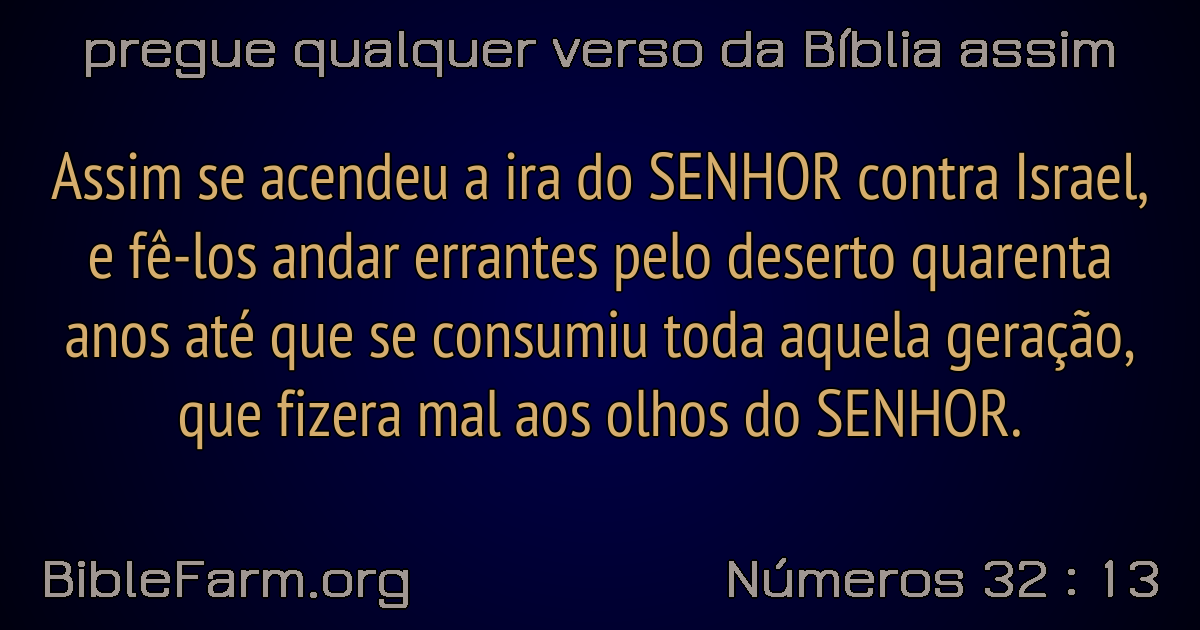 pregue qualquer verso da Bíblia assim
Assim se acendeu a ira do SENHOR contra Israel,
e fê-los andar errantes pelo deserto quarenta
anos até que se consumiu toda aquela geração,
que fizera mal aos olhos do SENHOR.
BibleFarm.org
Números 32 : 13